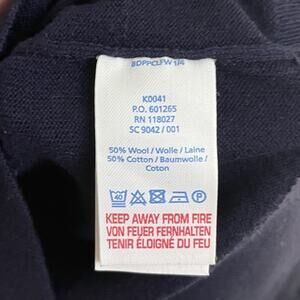 BDPPCLFW 1/4
K0041
P.O. 601265
RN 118027
SC 9042 / 001
50% Wool / Wolle / Laine
50% Cotton / Baumwolle /
Coton
40
KEEP AWAY FROM FIRE
VON FEUER FERNHALTEN
TENIR ÉLOIGNÉ DU FEU